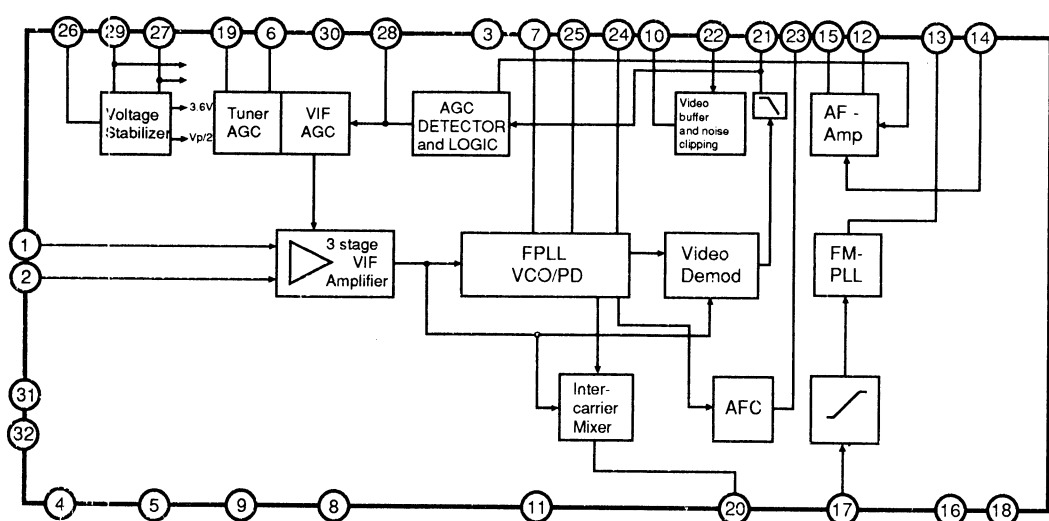 26 29 27 19 6 30 28 3 7 25 24 10 22 21 23 15 12 13 14
Voltage
Stabilizer
3.6V
Vp/2
Tuner
AGC
VIF
AGC
AGC
DETECTOR
and LOGIC
Video
buffer
and noise
clipping
AF -
Amp
1
2
3 stage
VIF
Amplifier
FPLL
VCO/PD
Video
Demod
FM-
PLL
Inter-
carrier
Mixer
AFC
31
32
4 5 9 8 11 20 17 16 18